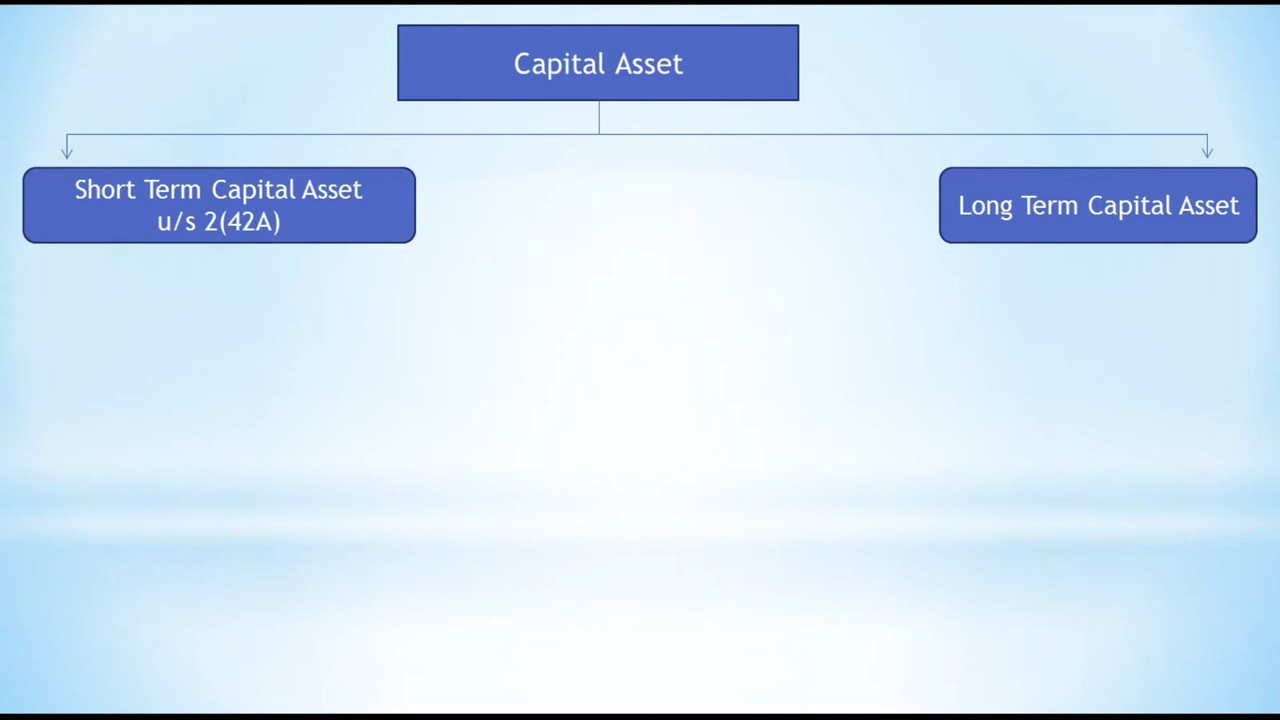 Capital Asset
Short Term Capital Asset
u/s 2(42A)
Long Term Capital Asset